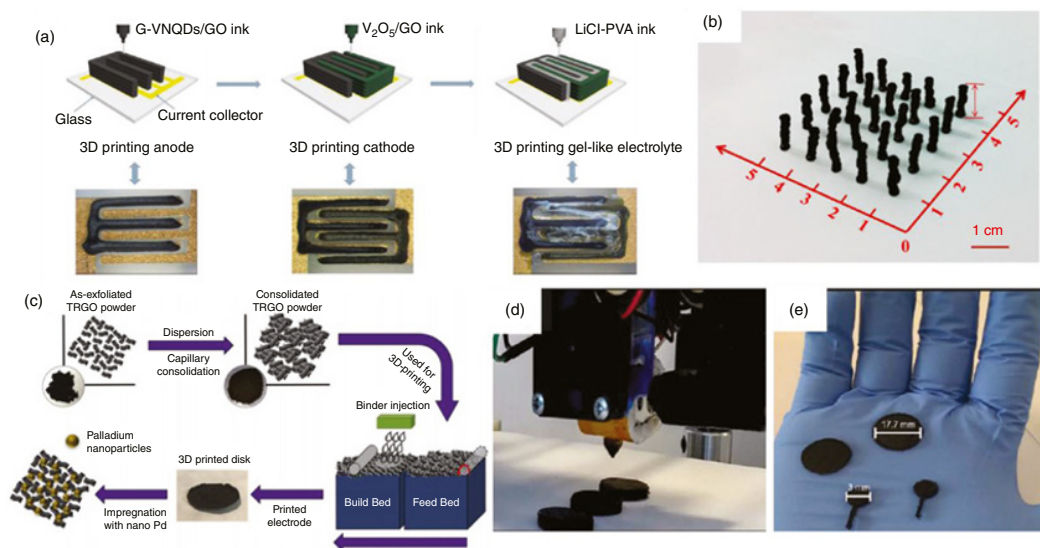 (a)
G-VNQDs/GO ink
V2O5/GO ink
LiCl-PVA ink
Glass
Current collector
3D printing anode
3D printing cathode
3D printing gel-like electrolyte
(b)
5
4
3
2
1
0
1
2
3
4
5
1 cm
(c)
As-exfoliated
TRGO powder
Dispersion
Capillary
consolidation
Consolidated
TRGO powder
Used for
3D-printing
Binder injection
Build Bed
Feed Bed
Printed
electrode
3D printed disk
Impregnation
with nano Pd
Palladium
nanoparticles
(d)
(e)
17.7 mm
3 mm